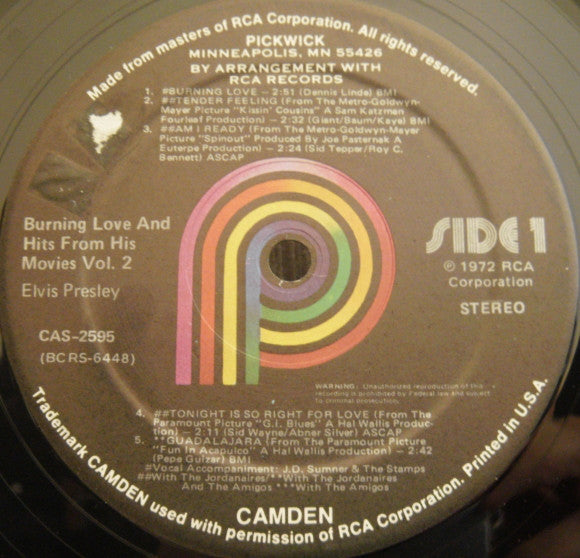 Made from masters of RCA Corporation. All rights reserved.
PICKWICK
MINNEAPOLIS, MN 55426
BY ARRANGEMENT WITH
RCA RECORDS
1. #BURNING LOVE – 2:51 (Dennis Linde) BMI
2. ##TENDER FEELING (From The Metro-Goldwyn-
Mayer Picture "Kissin' Cousins" A Sam Katzman
Fourleaf Production) – 2:32 (Giant/Baum/Kaye) BMI
3. ##AM I READY (From The Metro-Goldwyn-Mayer
Picture "Spinout" Produced By Joe Pasternak A
Euterpe Production) – 2:24 (Sid Tepper/Roy C.
Bennett) ASCAP
Burning Love And
Hits From His
Movies Vol. 2
Elvis Presley
CAS-2595
(BCRS-6448)
SIDE 1
℗ 1972 RCA
Corporation
STEREO
WARNING: Unauthorized reproduction of this
recording is prohibited by Federal law and subject
to criminal prosecution.
4. ##TONIGHT IS SO RIGHT FOR LOVE (From The
Paramount Picture "G.I. Blues" A Hal Wallis Produc-
tion) – 2:11 (Sid Wayne/Abner Silver) ASCAP
5. **GUADALAJARA (From The Paramount Picture
"Fun In Acapulco" A Hal Wallis Production) – 2:42
(Pepe Guizar) BMI
#Vocal Accompaniment: J.D. Sumner & The Stamps
##With The Jordanaires/**With The Jordanaires
And The Amigos ***With The Amigos
CAMDEN
Trademark CAMDEN used with permission of RCA Corporation. Printed in U.S.A.